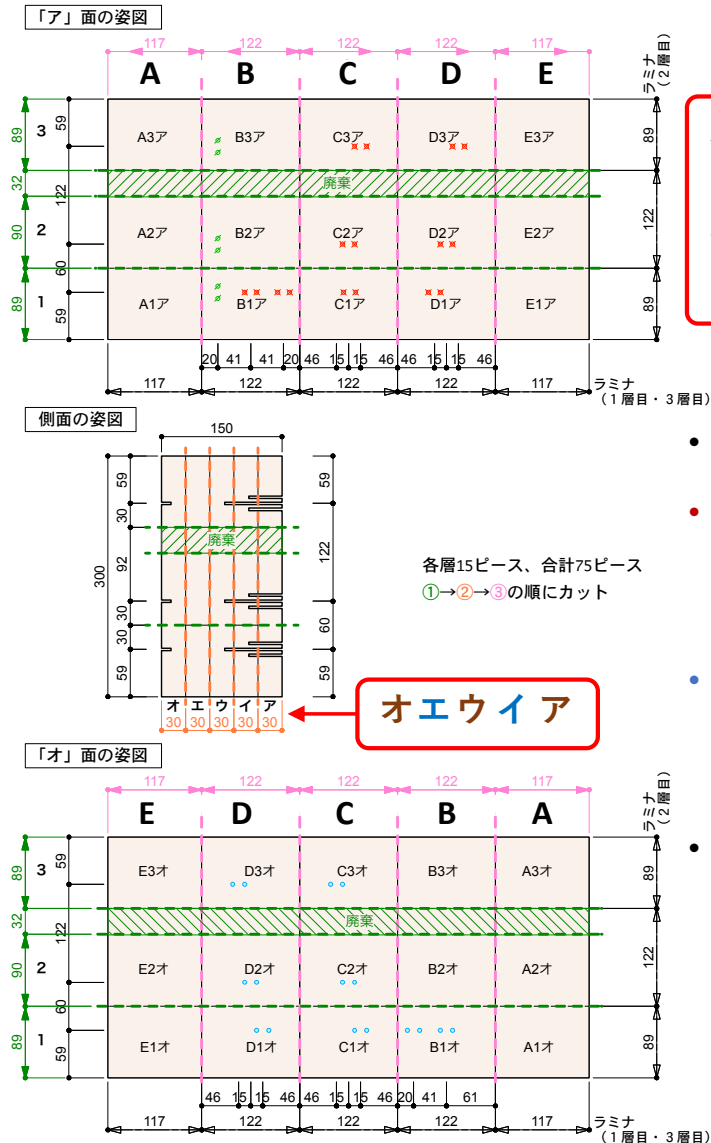 「ア」面の姿図
117 122 122 122 117
A B C D E
ラミナ
(２層目)
89 32 90 89
3 2 1
59 122 60 59
A3ア B3ア C3ア D3ア E3ア
廃棄
A2ア B2ア C2ア D2ア E2ア
A1ア B1ア C1ア D1ア E1ア
89 122 89
20 41 41 20 46 15 15 46 46 15 15 46
117 122 122 122 117
ラミナ
(１層目・３層目)
側面の姿図
150
300
59 30 92 30 30 59
廃棄
59 122 60 59
オ エ ウ イ ア
30 30 30 30 30
各層15ピース、合計75ピース
①→②→③の順にカット
オエウイア
「オ」面の姿図
117 122 122 122 117
E D C B A
ラミナ
(２層目)
89 32 90 89
3 2 1
59 122 60 59
E3オ D3オ C3オ B3オ A3オ
廃棄
E2オ D2オ C2オ B2オ A2オ
E1オ D1オ C1オ B1オ A1オ
89 122 89
46 15 15 46 46 15 15 46 20 41 61
117 122 122 122 117
ラミナ
(１層目・３層目)